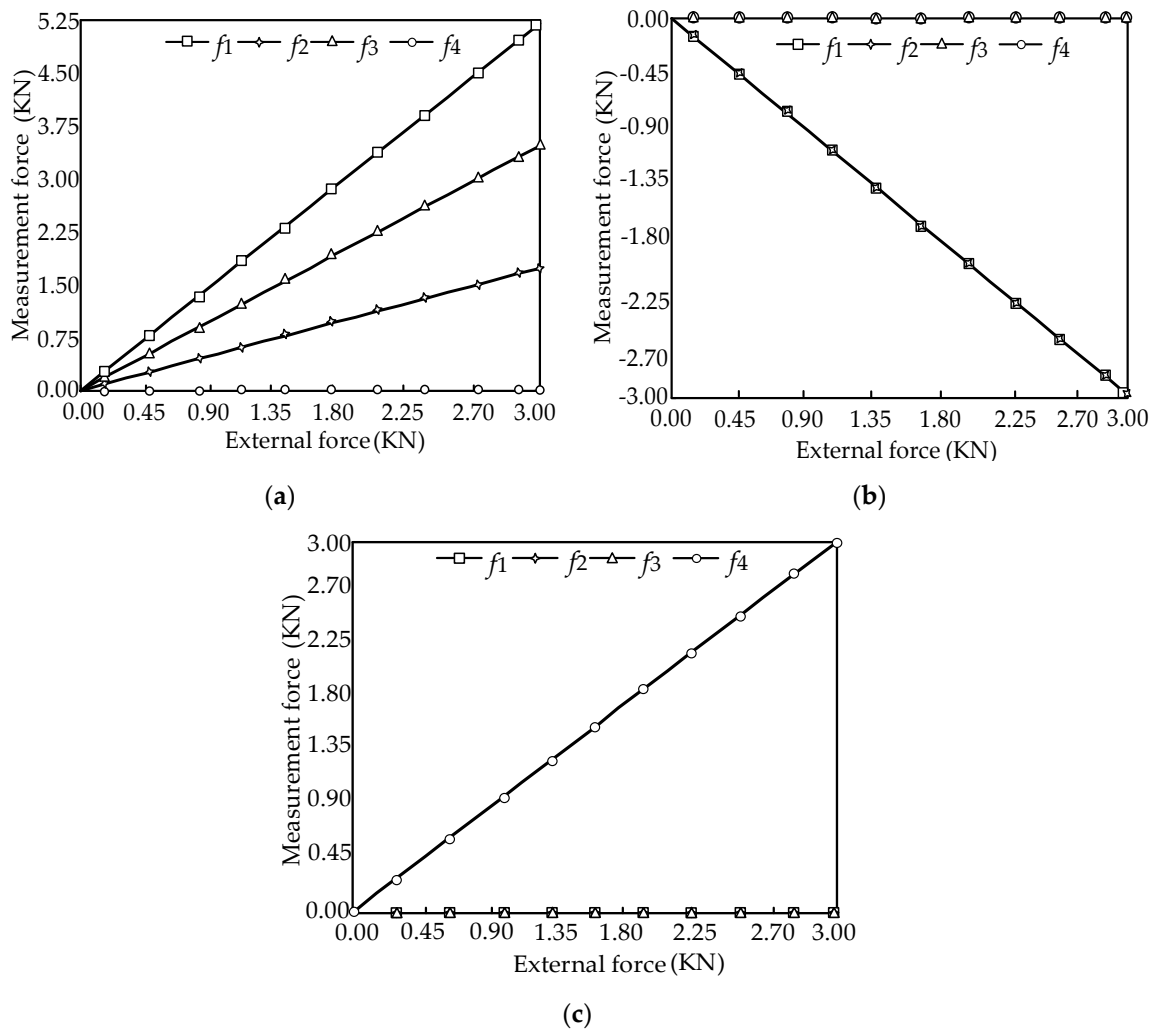 5.25
f1 f2 f3 f4
4.50
3.75
3.00
2.25
1.50
0.75
0.00
Measurement force (KN)
0.00 0.45 0.90 1.35 1.80 2.25 2.70 3.00
External force (KN)
(a)
0.00
f1 f2 f3 f4
-0.45
-0.90
-1.35
-1.80
-2.25
-2.70
-3.00
Measurement force (KN)
0.00 0.45 0.90 1.35 1.80 2.25 2.70 3.00
External force (KN)
(b)
3.00
f1 f2 f3 f4
2.70
2.25
1.80
1.35
0.90
0.45
0.00
Measurement force (KN)
0.00 0.45 0.90 1.35 1.80 2.25 2.70 3.00
External force (KN)
(c)